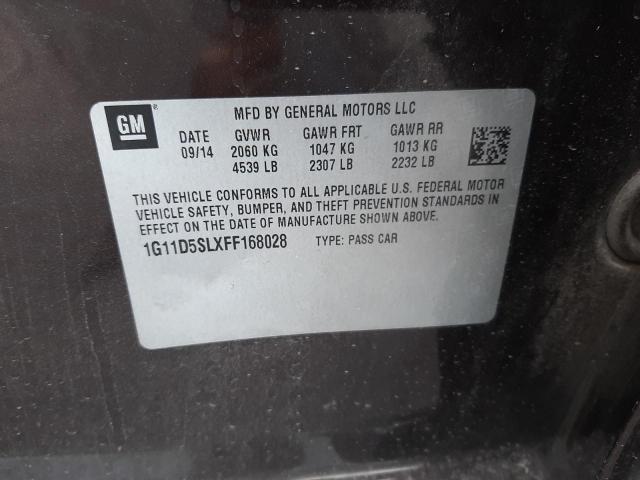 GM®
MFD BY GENERAL MOTORS LLC
DATE GVWR GAWR FRT GAWR RR
09/14 2060 KG 1047 KG 1013 KG
4539 LB 2307 LB 2232 LB
THIS VEHICLE CONFORMS TO ALL APPLICABLE U.S. FEDERAL MOTOR
VEHICLE SAFETY, BUMPER, AND THEFT PREVENTION STANDARDS IN
EFFECT ON THE DATE OF MANUFACTURE SHOWN ABOVE.
1G11D5SLXFF168028 TYPE: PASS CAR